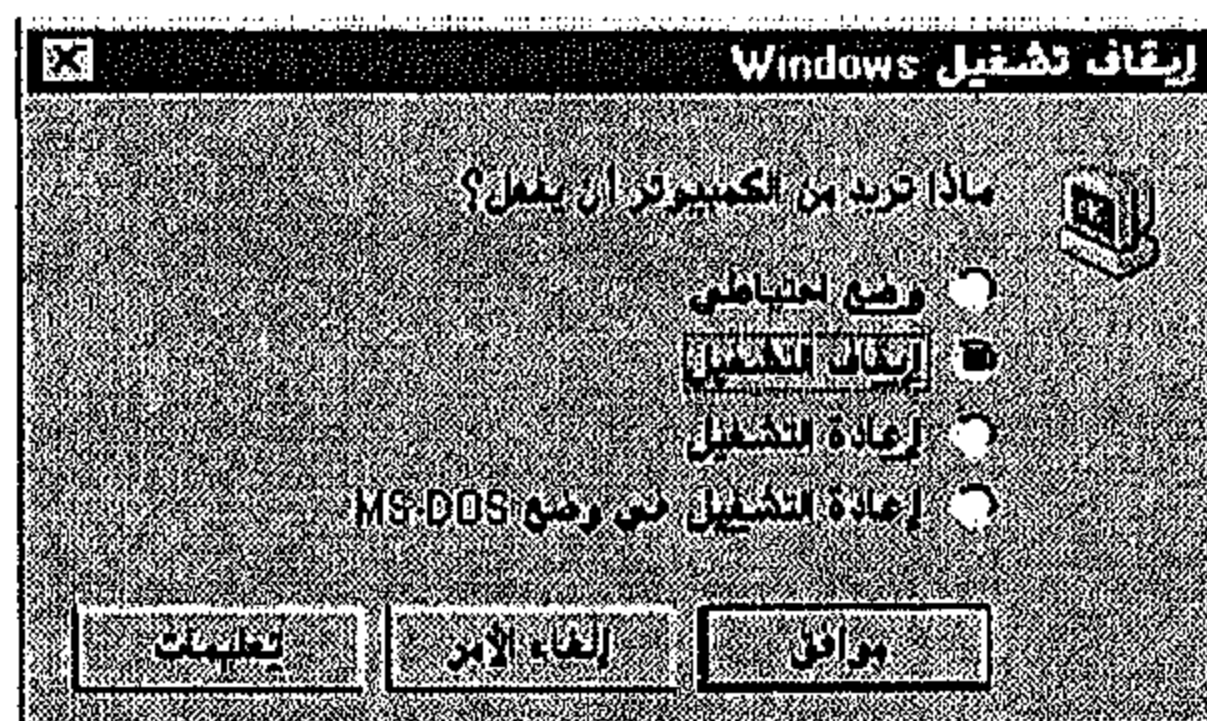 إيقاف تشغيل Windows
ماذا تريد من الكمبيوتر أن يفعل؟
وضع احتياطي
إيقاف التشغيل
إعادة التشغيل
إعادة التشغيل في وضع MS-DOS
موافق إلغاء الأمر تعليمات